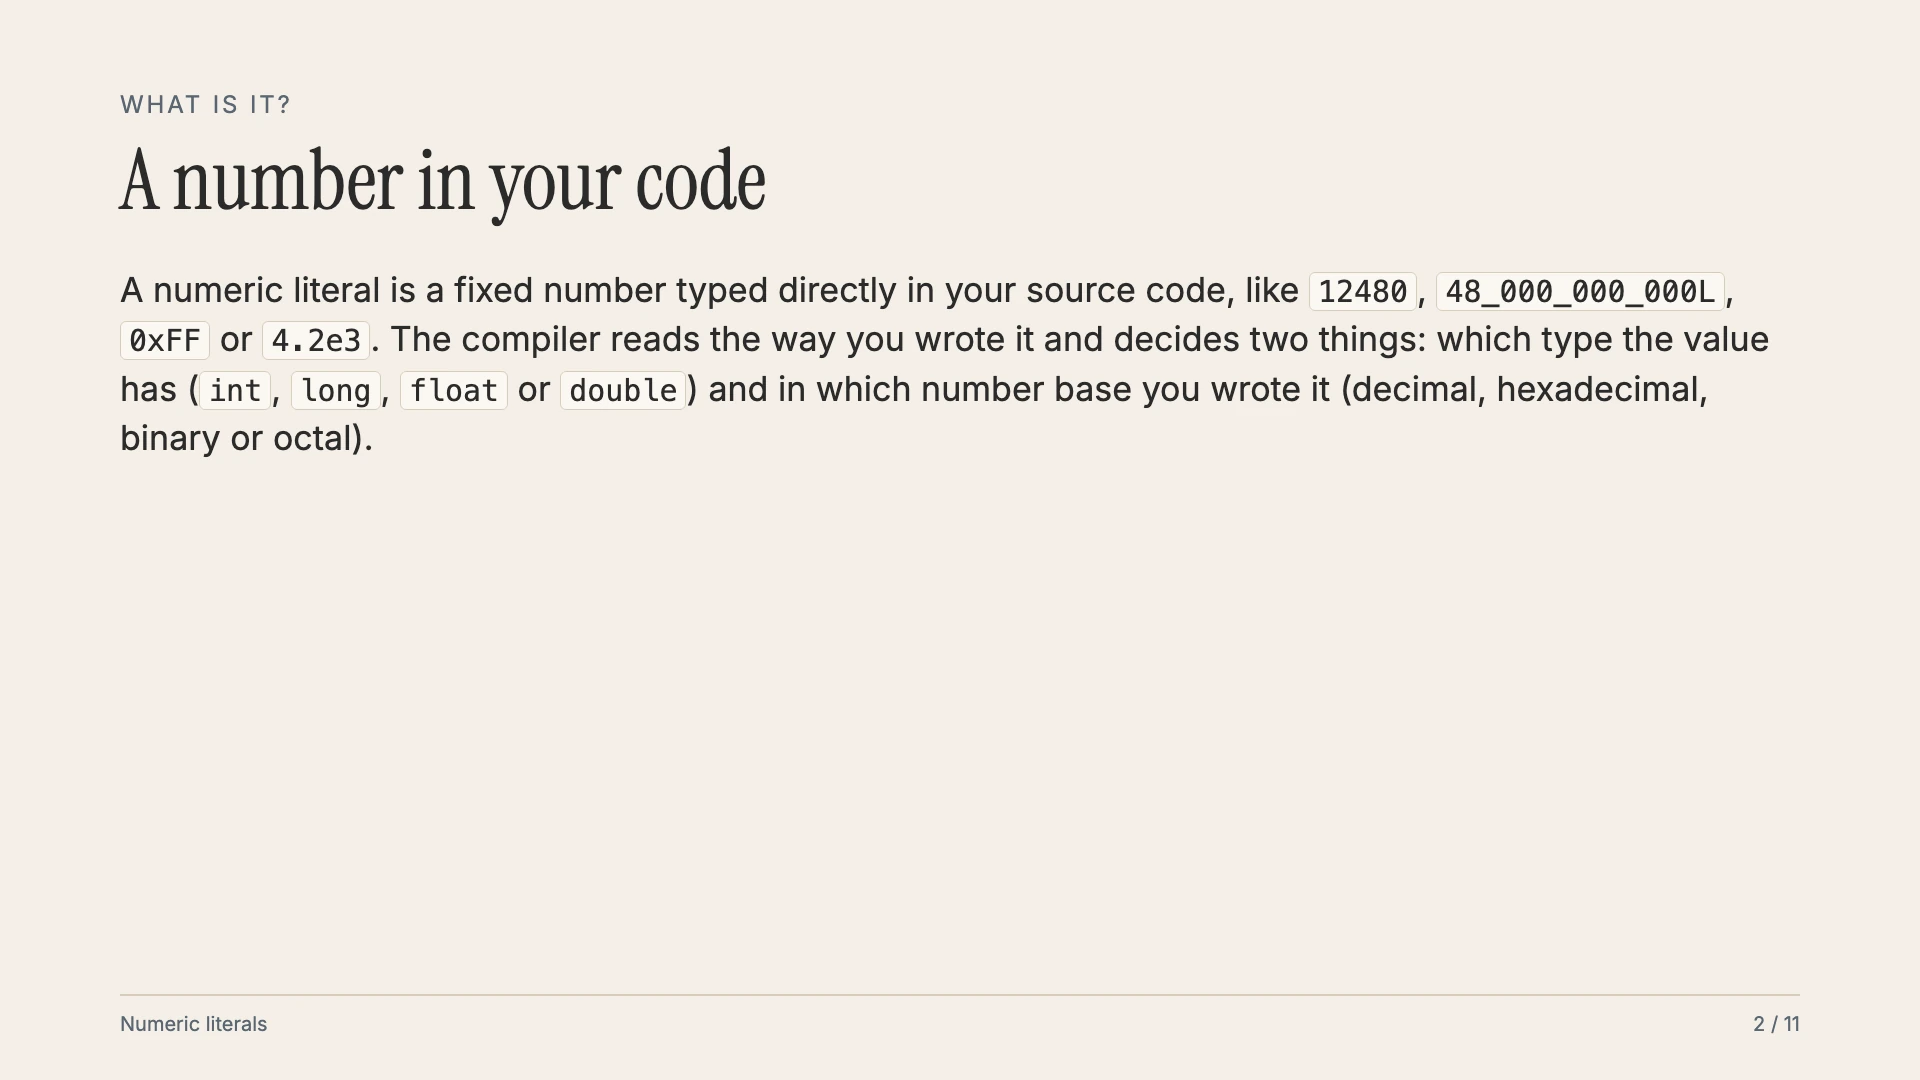 WHAT IS IT?
A number in your code
A numeric literal is a fixed number typed directly in your source code, like 12480, 48_000_000_000L,
0xFF or 4.2e3. The compiler reads the way you wrote it and decides two things: which type the value
has (int, long, float or double) and in which number base you wrote it (decimal, hexadecimal,
binary or octal).
Numeric literals
2 / 11